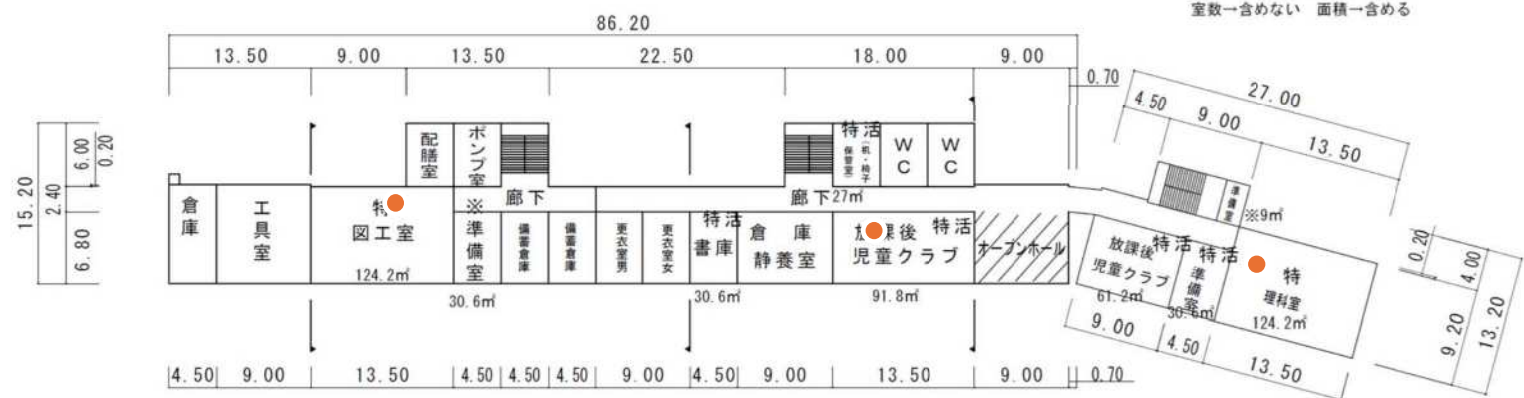 室数→含めない 面積→含める
86.20
13.50 9.00 13.50 22.50 18.00 9.00
0.70
27.00
4.50 9.00 13.50
15.20
6.00 0.20
2.40
6.80
配膳室
ポンプ室
特活
(机・椅子保管室)
WC
WC
廊下
廊下 27㎡
倉庫
工具室
特
図工室
124.2㎡
※準備室
30.6㎡
備蓄倉庫
備蓄倉庫
更衣室男
更衣室女
特活
書庫
30.6㎡
倉庫
静養室
放課後 特活
児童クラブ
91.8㎡
オープンホール
準備室
※9㎡
放課後 特活
児童クラブ
61.2㎡
特活
準備室
30.6㎡
特
理科室
124.2㎡
0.20 4.00
9.20 13.20
9.00 4.50 13.50
4.50 9.00 13.50 4.50 4.50 4.50 9.00 4.50 9.00 13.50 9.00 0.70